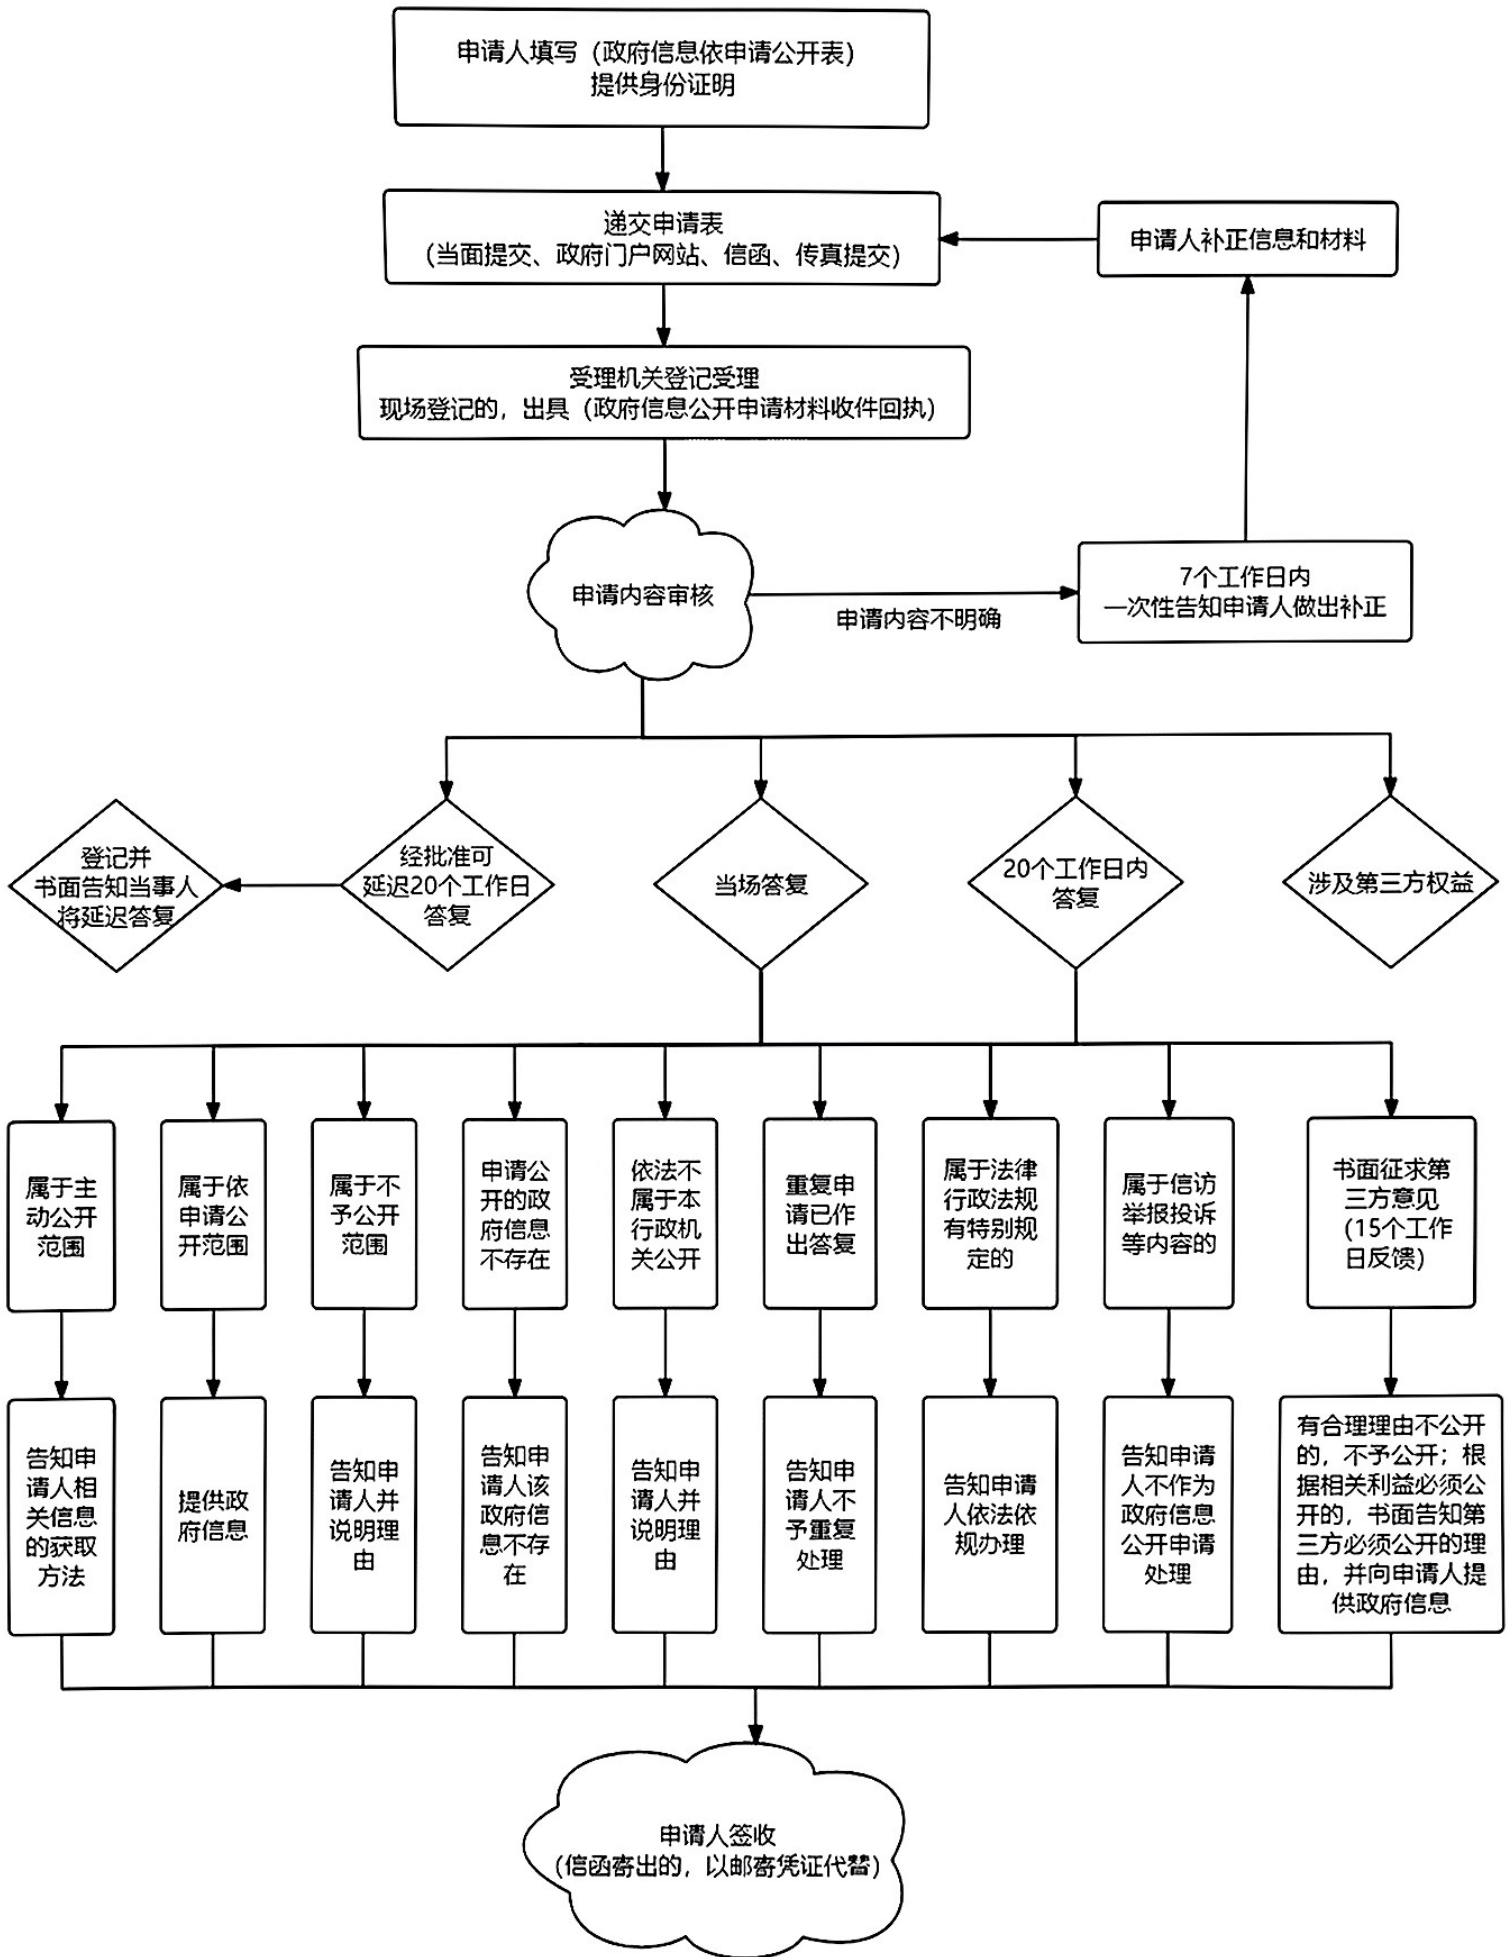 申请人填写（政府信息依申请公开表）
提供身份证明
递交申请表
（当面提交、政府门户网站、信函、传真提交）
申请人补正信息和材料
受理机关登记受理
现场登记的，出具（政府信息公开申请材料收件回执）
申请内容审核
申请内容不明确
7个工作日内
一次性告知申请人做出补正
登记并
书面告知当事人
将延迟答复
经批准可
延迟20个工作日
答复
当场答复
20个工作日内
答复
涉及第三方权益
属于主
动公开
范围
属于依
申请公
开范围
属于不
予公开
范围
申请公
开的政
府信息
不存在
依法不
属于本
行政机
关公开
重复申
请已作
出答复
属于法律
行政法规
有特别规
定的
属于信访
举报投诉
等内容的
书面征求第
三方意见
（15个工作
日反馈）
告知申
请人相
关信息
的获取
方法
提供政
府信息
告知申
请人并
说明理
由
告知申
请人该
政府信
息不存
在
告知申
请人并
说明理
由
告知申
请人不
予重复
处理
告知申请
人依法依
规办理
告知申请
人不作为
政府信息
公开申请
处理
有合理理由不公开
的，不予公开；根
据相关利益必须公
开的，书面告知第
三方必须公开的理
由，并向申请人提
供政府信息
申请人签收
（信函寄出的，以邮寄凭证代替）